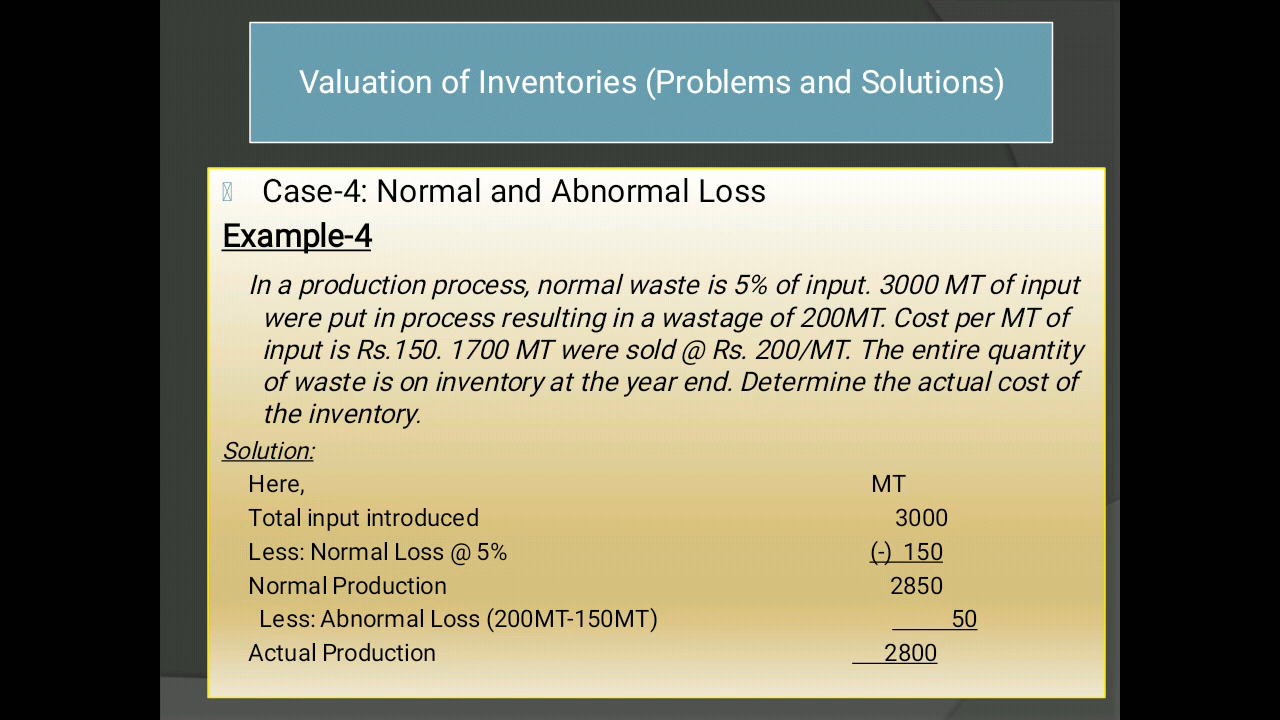 Valuation of Inventories (Problems and Solutions)
Case-4: Normal and Abnormal Loss
Example-4
In a production process, normal waste is 5% of input. 3000 MT of input
were put in process resulting in a wastage of 200MT. Cost per MT of
input is Rs.150. 1700 MT were sold @ Rs. 200/MT. The entire quantity
of waste is on inventory at the year end. Determine the actual cost of
the inventory.
Solution:
Here, MT
Total input introduced 3000
Less: Normal Loss @ 5% (-) 150
Normal Production 2850
Less: Abnormal Loss (200MT-150MT) 50
Actual Production 2800